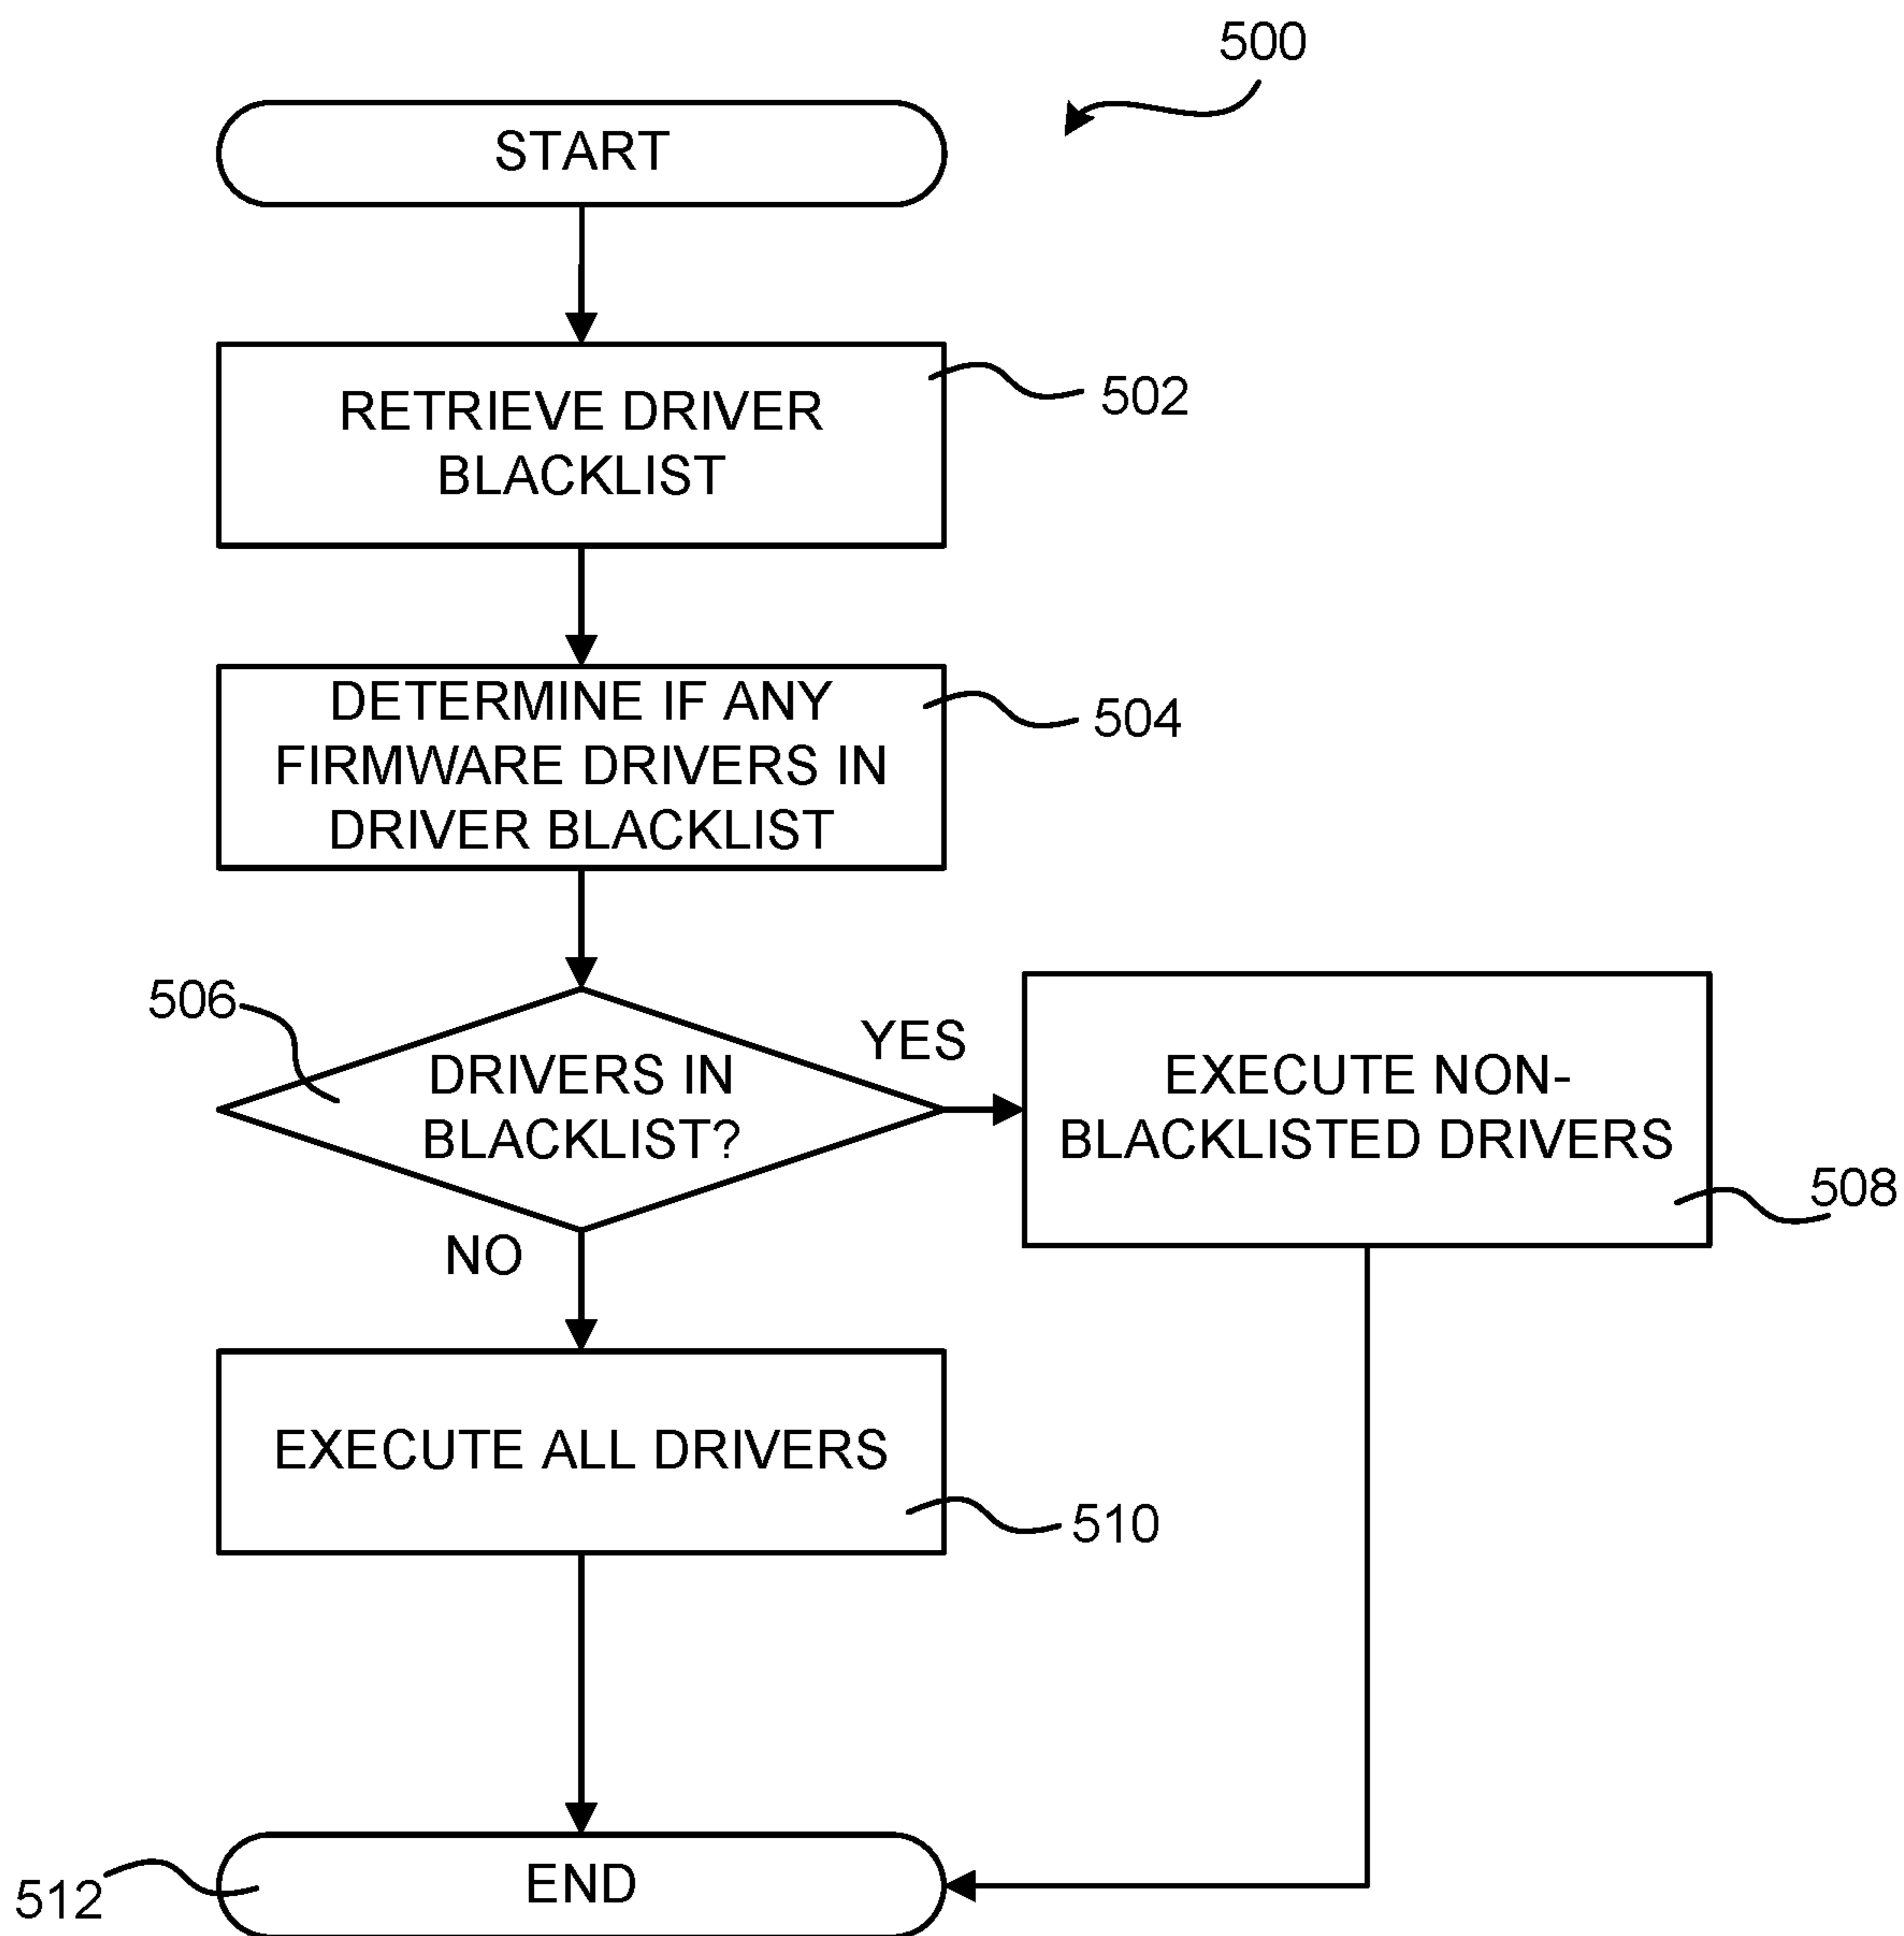 500
START
RETRIEVE DRIVER
BLACKLIST
502
DETERMINE IF ANY
FIRMWARE DRIVERS IN
DRIVER BLACKLIST
504
506
DRIVERS IN
BLACKLIST?
YES
EXECUTE NON-
BLACKLISTED DRIVERS
508
NO
EXECUTE ALL DRIVERS
510
END
512